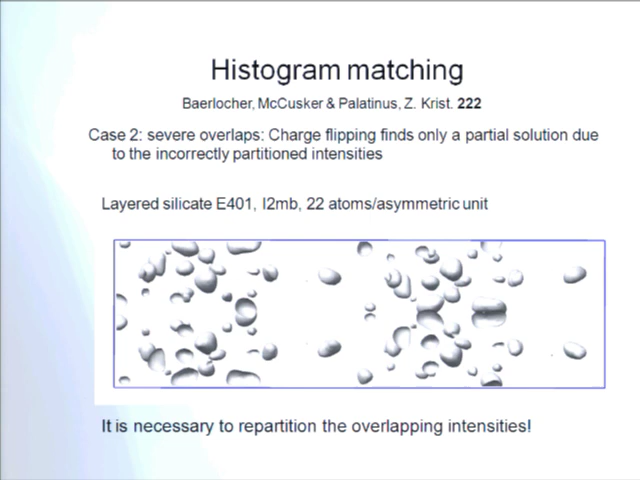 Histogram matching
Baerlocher, McCusker & Palatinus, Z. Krist. 222
Case 2: severe overlaps: Charge flipping finds only a partial solution due
to the incorrectly partitioned intensities
Layered silicate E401, I2mb, 22 atoms/asymmetric unit
It is necessary to repartition the overlapping intensities!